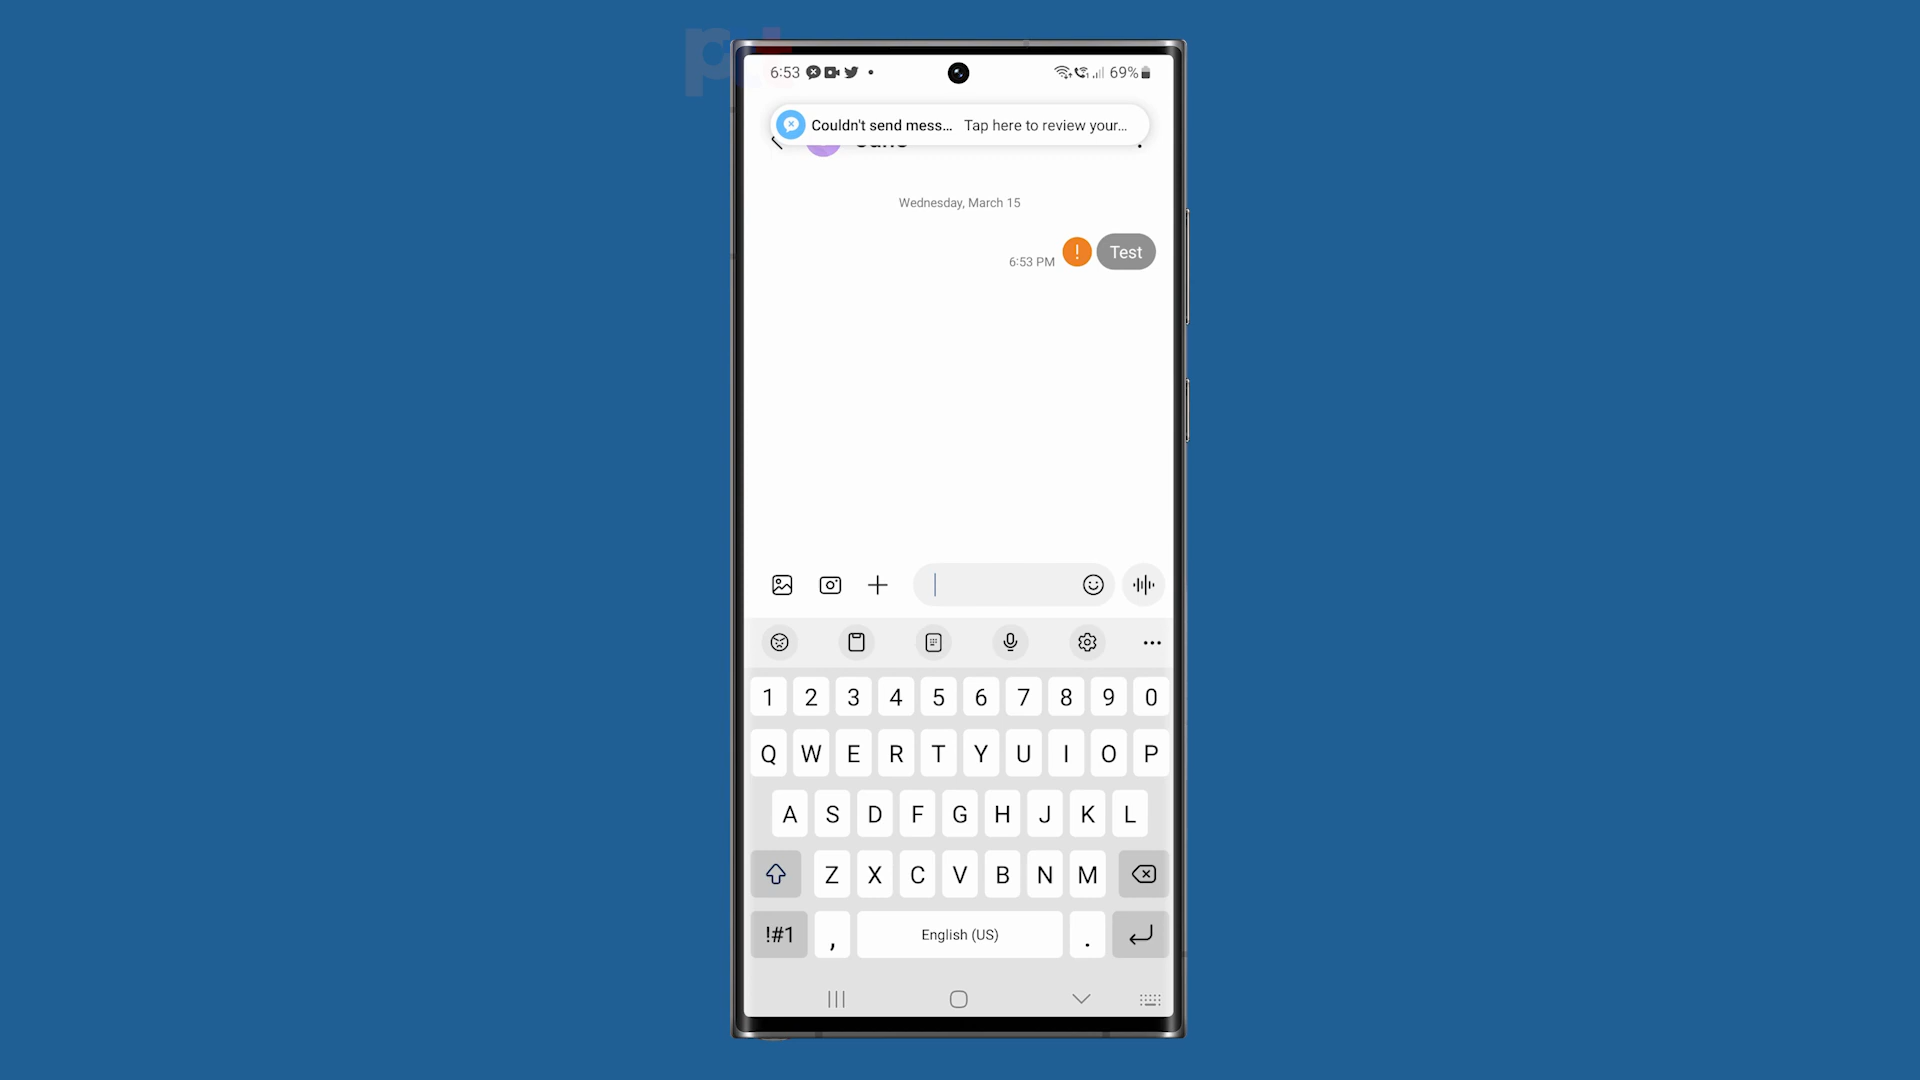 6:53 69%
Couldn't send mess... Tap here to review your...
Wednesday, March 15
6:53 PM ! Test
1 2 3 4 5 6 7 8 9 0
Q W E R T Y U I O P
A S D F G H J K L
Z X C V B N M
!#1 , English (US) .